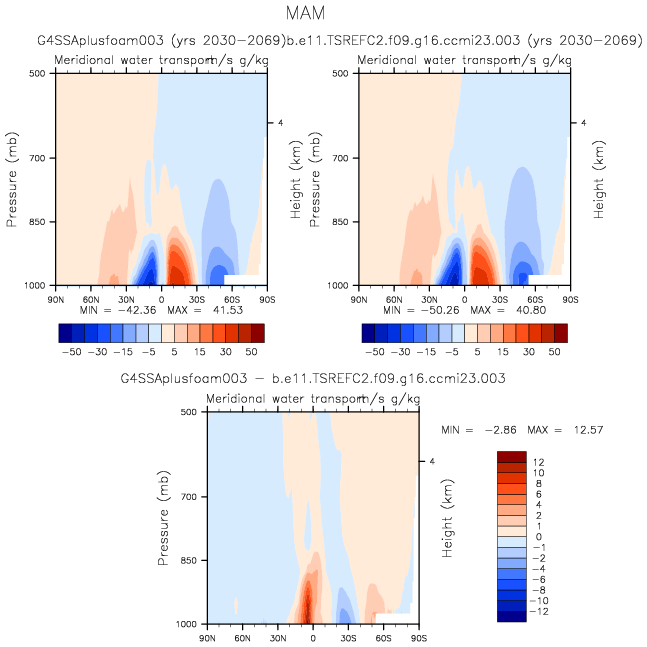 MAM
G4SSAplusfoam003 (yrs 2030-2069)b.e11.TSREFC2.f09.g16.ccmi23.003 (yrs 2030-2069)
Meridional water transport m/s g/kg Meridional water transport m/s g/kg
500 500
4 4
700 700
850 850
1000 1000
Pressure (mb) Height (km) Pressure (mb) Height (km)
90N 60N 30N 0 30S 60S 90S 90N 60N 30N 0 30S 60S 90S
MIN = -42.36 MAX = 41.53 MIN = -50.26 MAX = 40.80
-50 -30 -15 -5 5 15 30 50 -50 -30 -15 -5 5 15 30 50
G4SSAplusfoam003 - b.e11.TSREFC2.f09.g16.ccmi23.003
Meridional water transport m/s g/kg
500
4
700
850
1000
Pressure (mb) Height (km)
90N 60N 30N 0 30S 60S 90S
MIN = -2.86 MAX = 12.57
12
10
8
6
4
2
1
0
-1
-2
-4
-6
-8
-10
-12